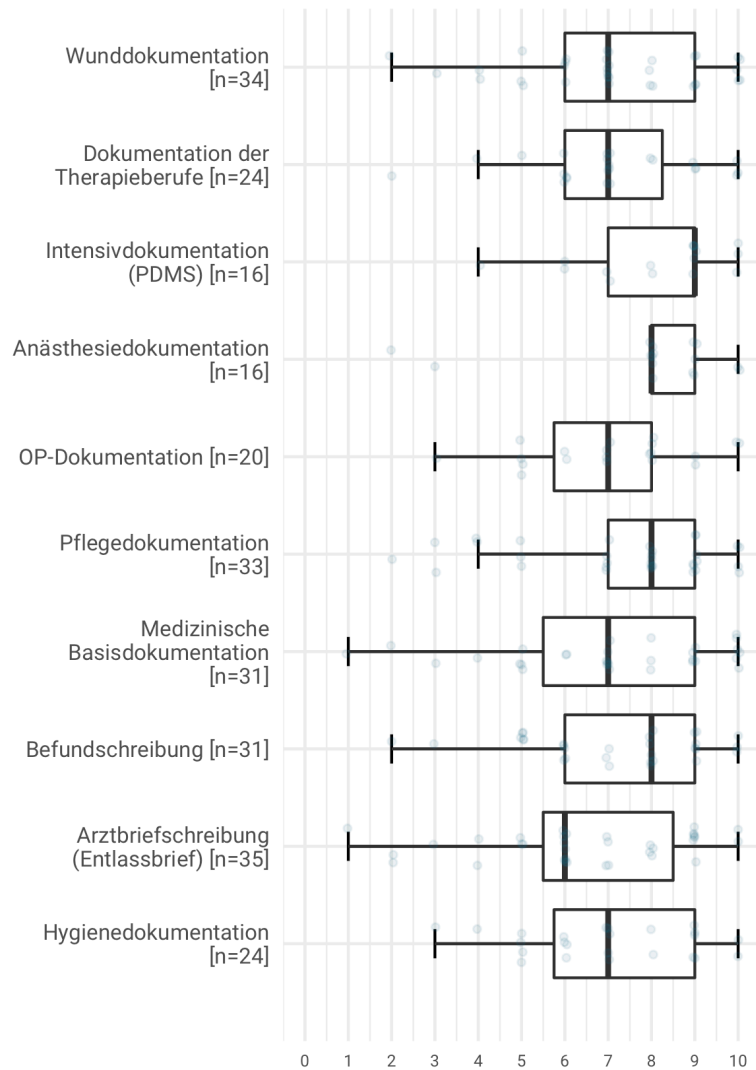 Wunddokumentation
[n=34]
Dokumentation der
Therapieberufe [n=24]
Intensivdokumentation
(PDMS) [n=16]
Anästhesiedokumentation
[n=16]
OP-Dokumentation [n=20]
Pflegedokumentation
[n=33]
Medizinische
Basisdokumentation
[n=31]
Befundschreibung [n=31]
Arztbriefschreibung
(Entlassbrief) [n=35]
Hygienedokumentation
[n=24]
0 1 2 3 4 5 6 7 8 9 10